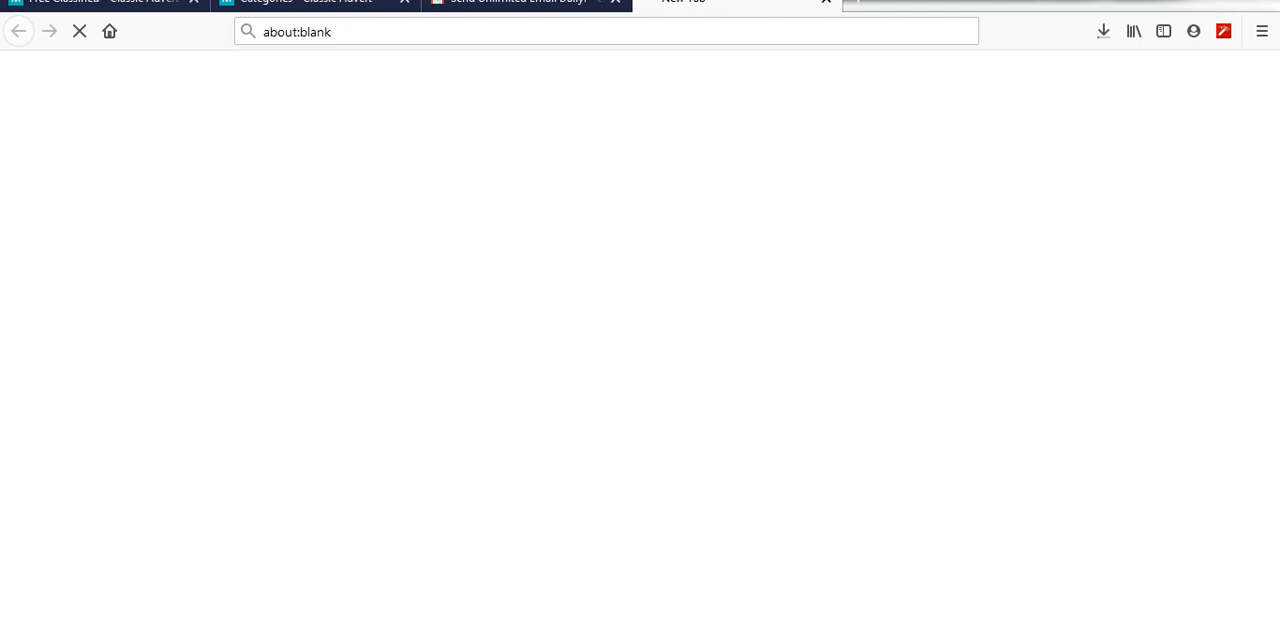 Free Classified - Classic Advert
Categories - Classic Advert
Send Unlimited Email Daily!
New Tab
about:blank